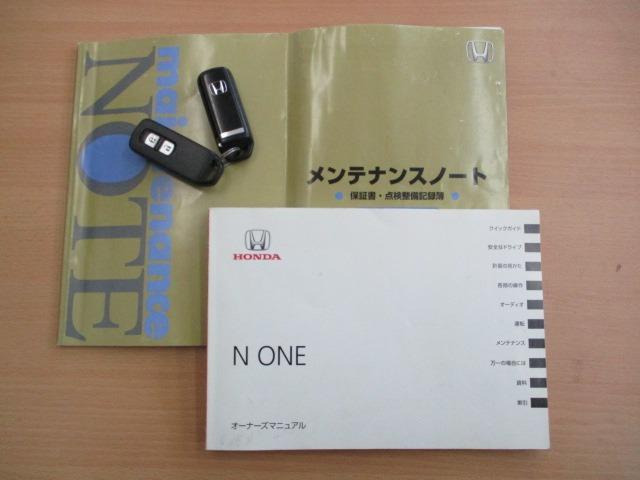 maintenance
NOTE
メンテナンスノート
保証書・点検整備記録簿
HONDA
N ONE
オーナーズマニュアル
クイックガイド
安全なドライブ
計器の見かた
各部の操作
オーディオ
運転
メンテナンス
万一の場合には
資料
索引